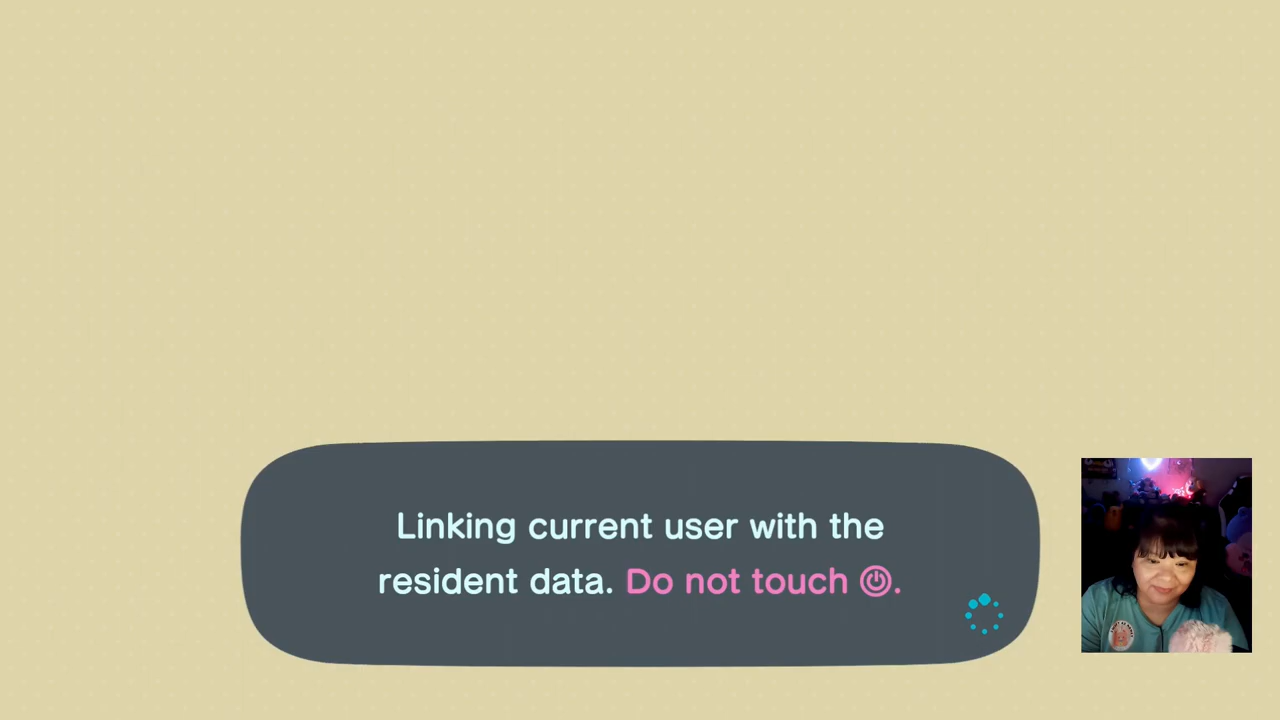 Linking current user with the
resident data. Do not touch ⏻.